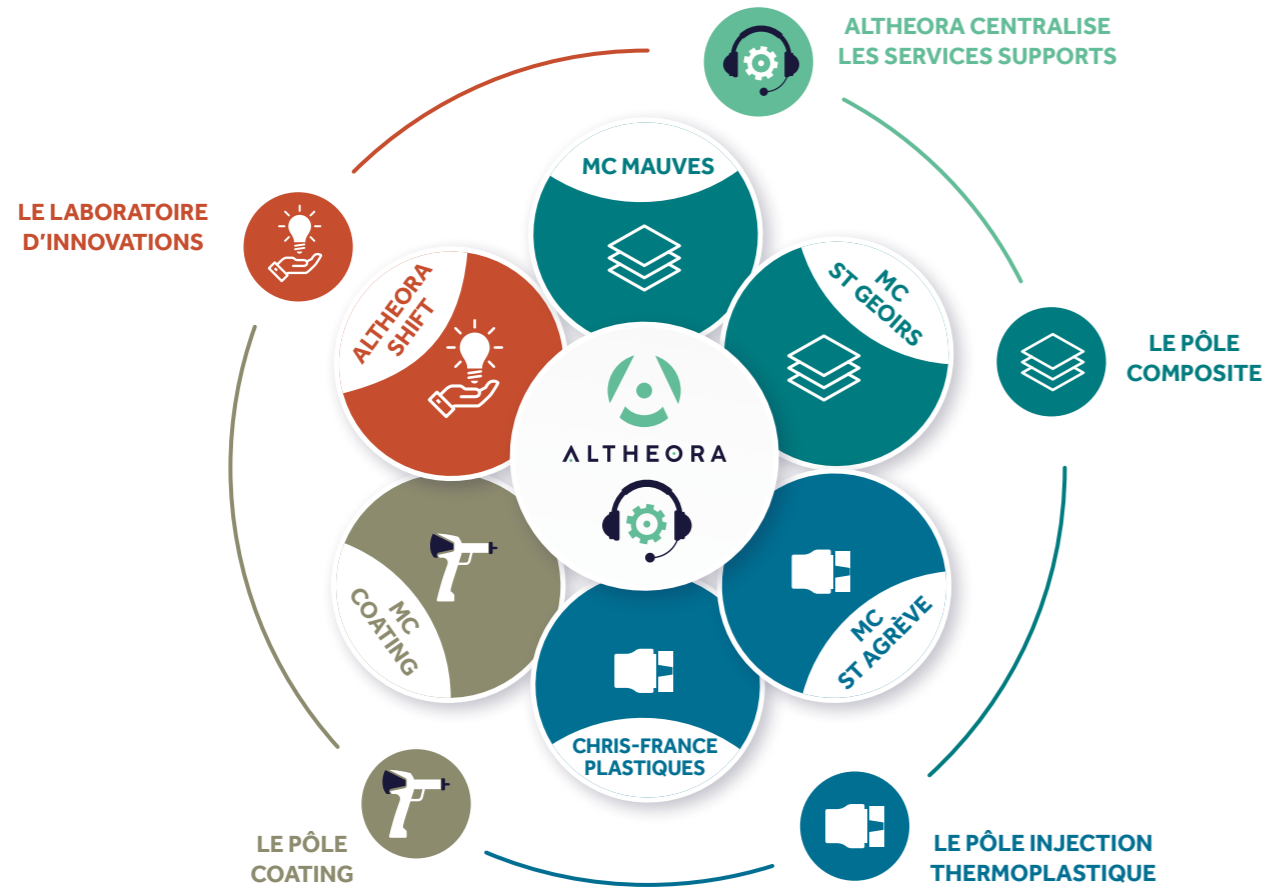 ALTHEORA CENTRALISE
LES SERVICES SUPPORTS
MC MAUVES
LE LABORATOIRE
D’INNOVATIONS
ALTHEORA
SHIFT
MC
ST GEOIRS
LE PÔLE
COMPOSITE
ALTHEORA
MC
COATING
MC
ST AGRÈVE
CHRIS-FRANCE
PLASTIQUES
LE PÔLE
COATING
LE PÔLE INJECTION
THERMOPLASTIQUE